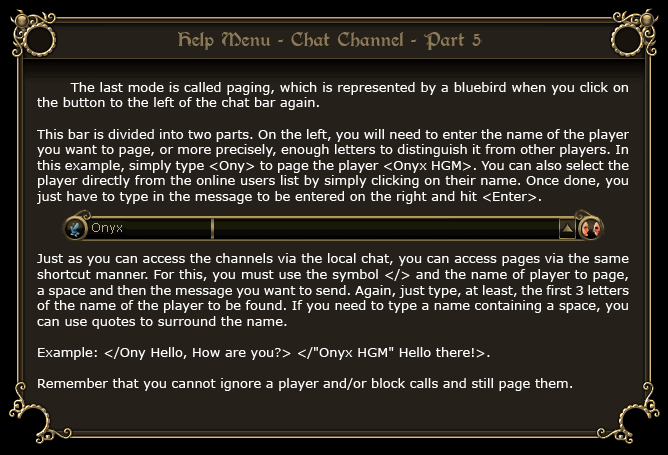 Help Menu - Chat Channel - Part 5
The last mode is called paging, which is represented by a bluebird when you click on
the button to the left of the chat bar again.
This bar is divided into two parts. On the left, you will need to enter the name of the player
you want to page, or more precisely, enough letters to distinguish it from other players. In
this example, simply type <Ony> to page the player <Onyx HGM>. You can also select the
player directly from the online users list by simply clicking on their name. Once done, you
just have to type in the message to be entered on the right and hit <Enter>.
Onyx
Just as you can access the channels via the local chat, you can access pages via the same
shortcut manner. For this, you must use the symbol </> and the name of player to page,
a space and then the message you want to send. Again, just type, at least, the first 3 letters
of the name of the player to be found. If you need to type a name containing a space, you
can use quotes to surround the name.
Example: </Ony Hello, How are you?> </"Onyx HGM" Hello there!>.
Remember that you cannot ignore a player and/or block calls and still page them.